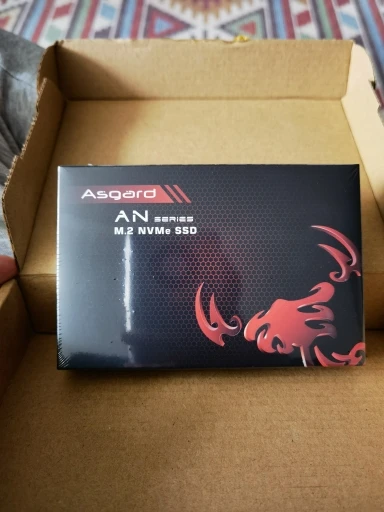 Asgard
AN SERIES
M.2 NVMe SSD